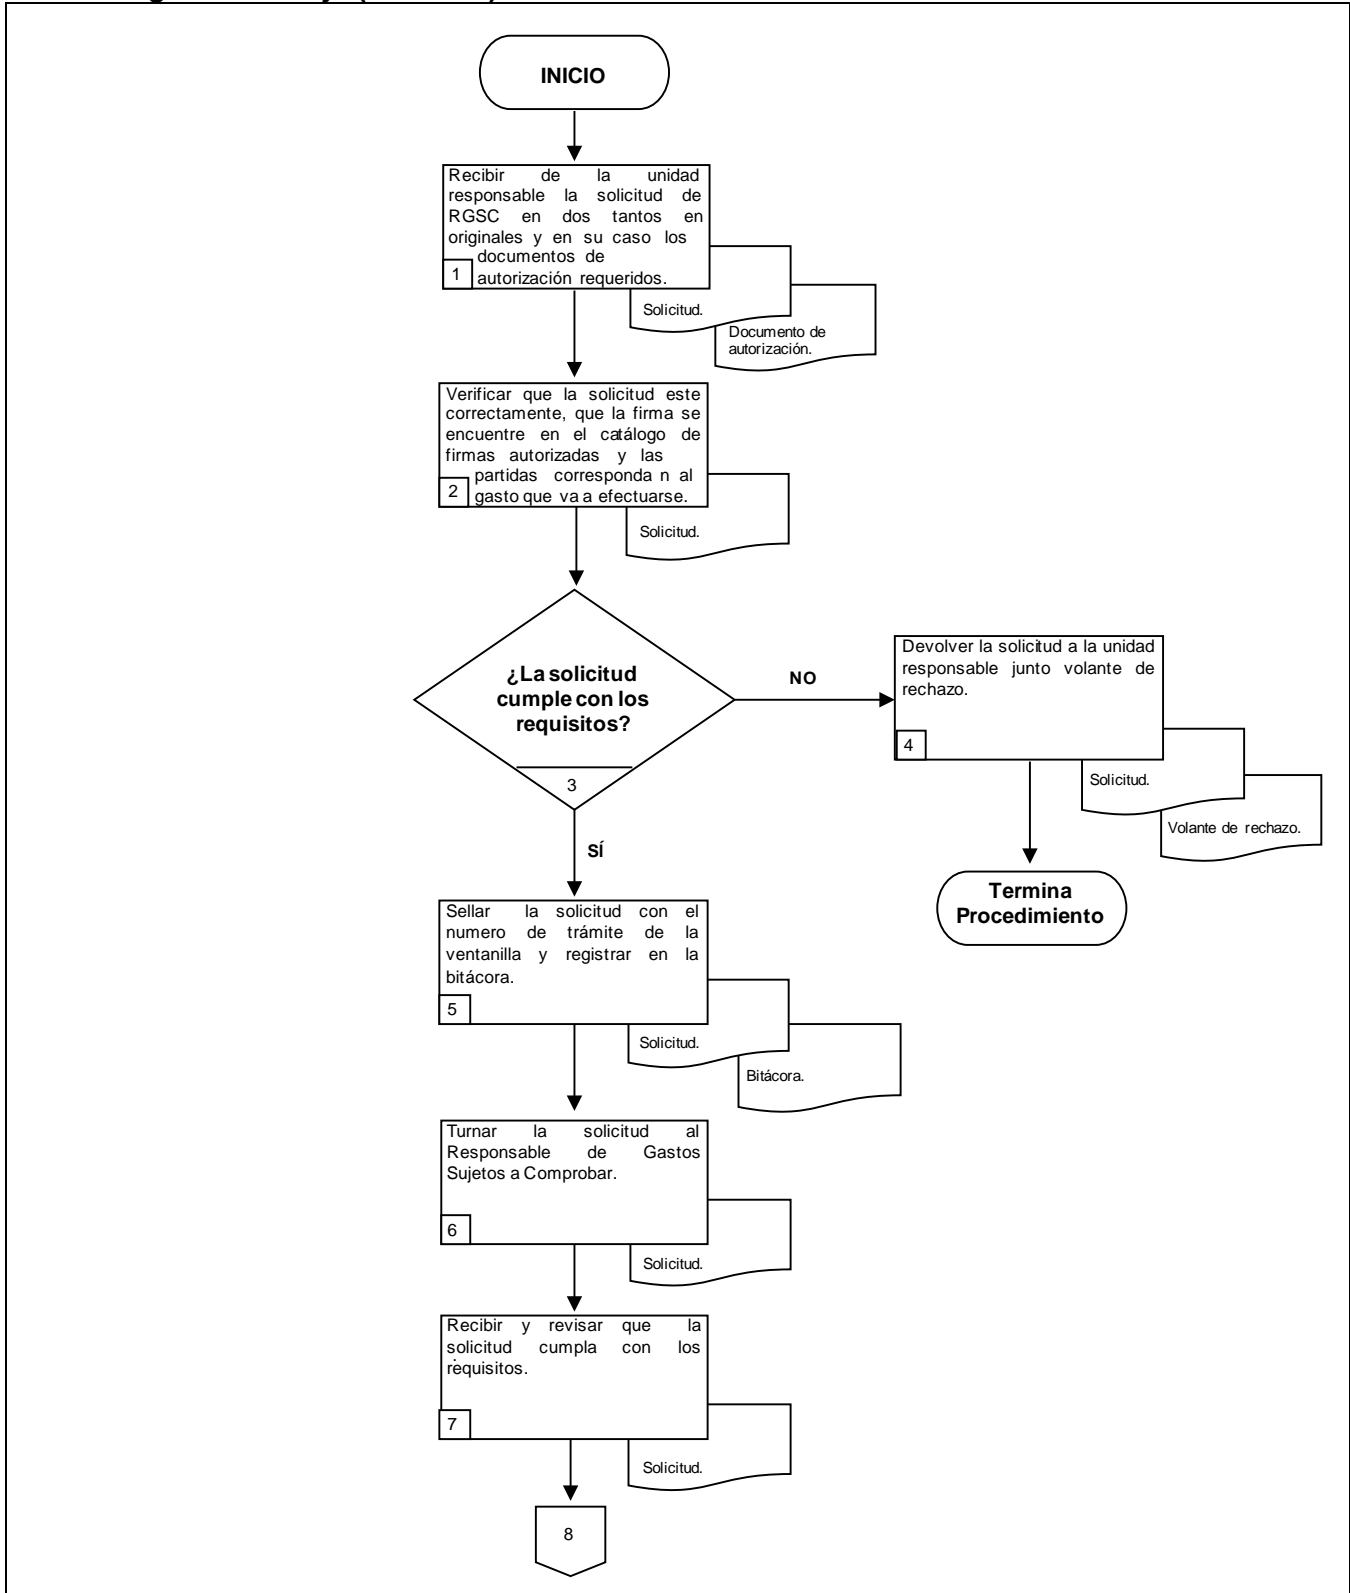 INICIO
Recibir de la unidad
responsable la solicitud de
RGSC en dos tantos en
originales y en su caso los
documentos de
1
autorización requeridos.
Solicitud.
Documento de
autorización.
Verificar que la solicitud este
correctamente, que la firma se
encuentre en el catálogo de
firmas autorizadas y las
partidas corresponda n al
2
gasto que va a efectuarse.
Solicitud.
¿La solicitud
cumple con los
requisitos?
3
NO
Devolver la solicitud a la unidad
responsable junto volante de
rechazo.
4
Solicitud.
Volante de rechazo.
Termina
Procedimiento
SÍ
Sellar la solicitud con el
numero de trámite de la
ventanilla y registrar en la
bitácora.
5
Solicitud.
Bitácora.
Turnar la solicitud al
Responsable de Gastos
Sujetos a Comprobar.
6
Solicitud.
Recibir y revisar que la
solicitud cumpla con los
requisitos.
7
Solicitud.
8